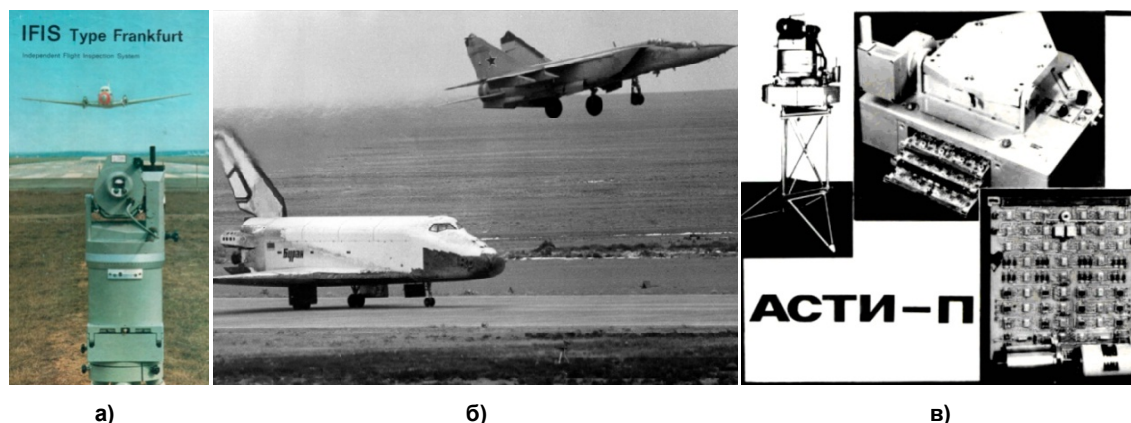 IFIS Type Frankfurt
Independent Flight Inspection System
Буран
АСТИ-П
а)
б)
в)